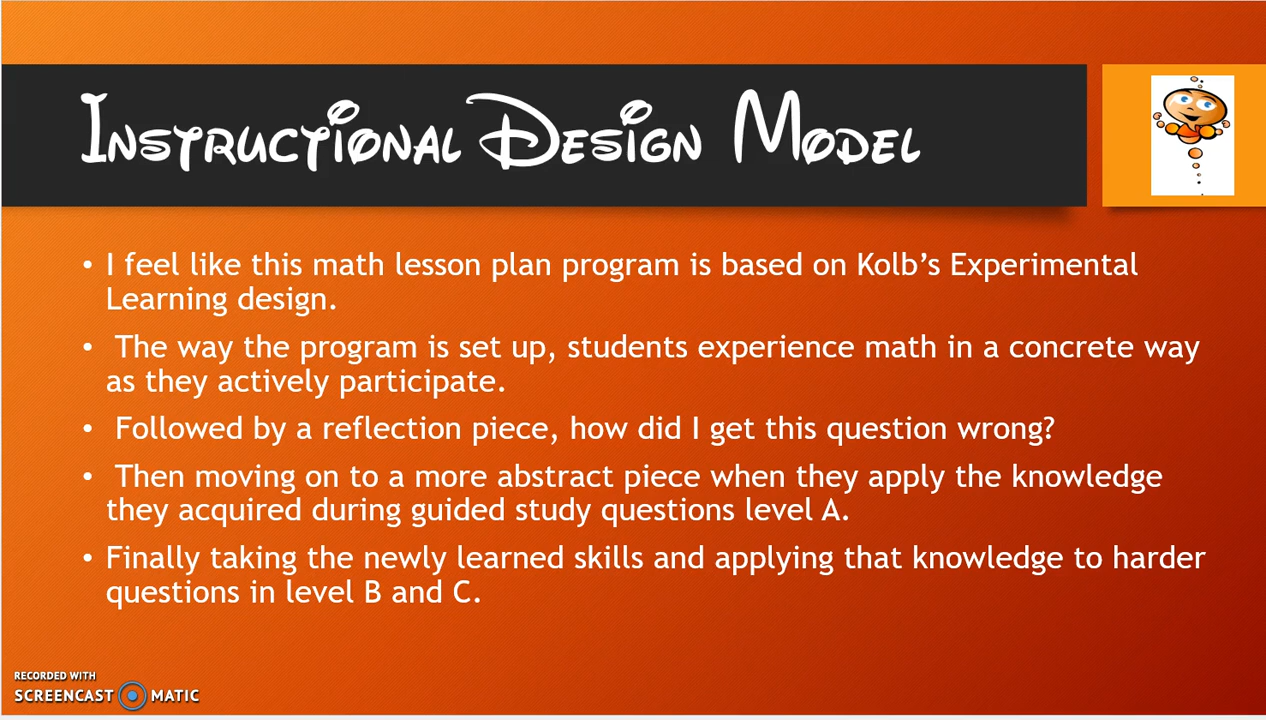 Instructional Design Model
• I feel like this math lesson plan program is based on Kolb’s Experimental
Learning design.
• The way the program is set up, students experience math in a concrete way
as they actively participate.
• Followed by a reflection piece, how did I get this question wrong?
• Then moving on to a more abstract piece when they apply the knowledge
they acquired during guided study questions level A.
• Finally taking the newly learned skills and applying that knowledge to harder
questions in level B and C.
RECORDED WITH
SCREENCAST MATIC